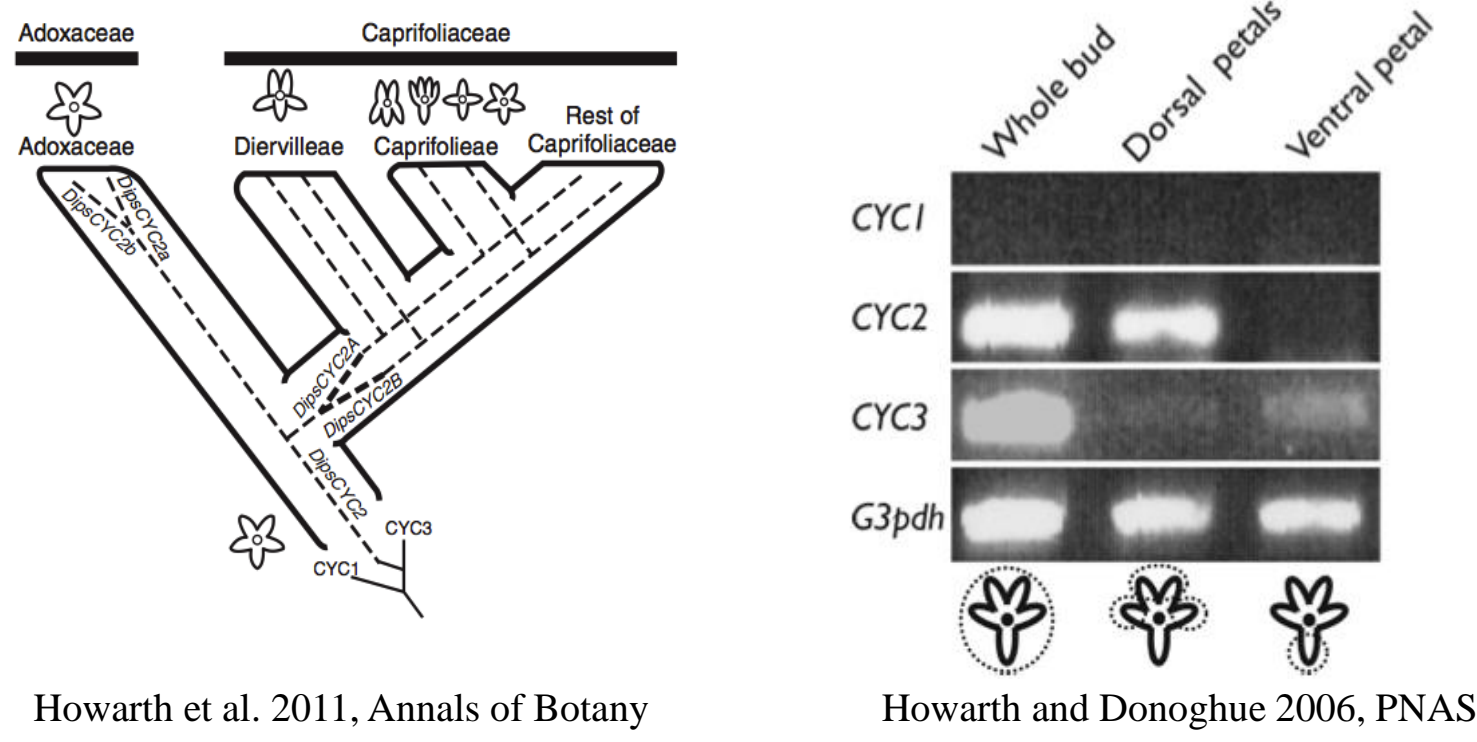 Adoxaceae
Caprifoliaceae
Adoxaceae
Diervilleae
Caprifolieae
Rest of
Caprifoliaceae
DipsCYC2b
DipsCYC2a
DipsCYC2A
DipsCYC2B
DipsCYC2
CYC3
CYC1
Howarth et al. 2011, Annals of Botany
Whole bud
Dorsal petals
Ventral petal
CYC1
CYC2
CYC3
G3pdh
Howarth and Donoghue 2006, PNAS